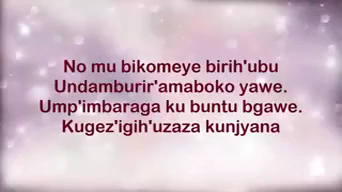 No mu bikomeye birih'ubu
Undamburir'amaboko yawe.
Ump'imbaraga ku buntu bgawe.
Kugez'igih'uzaza kunjyana